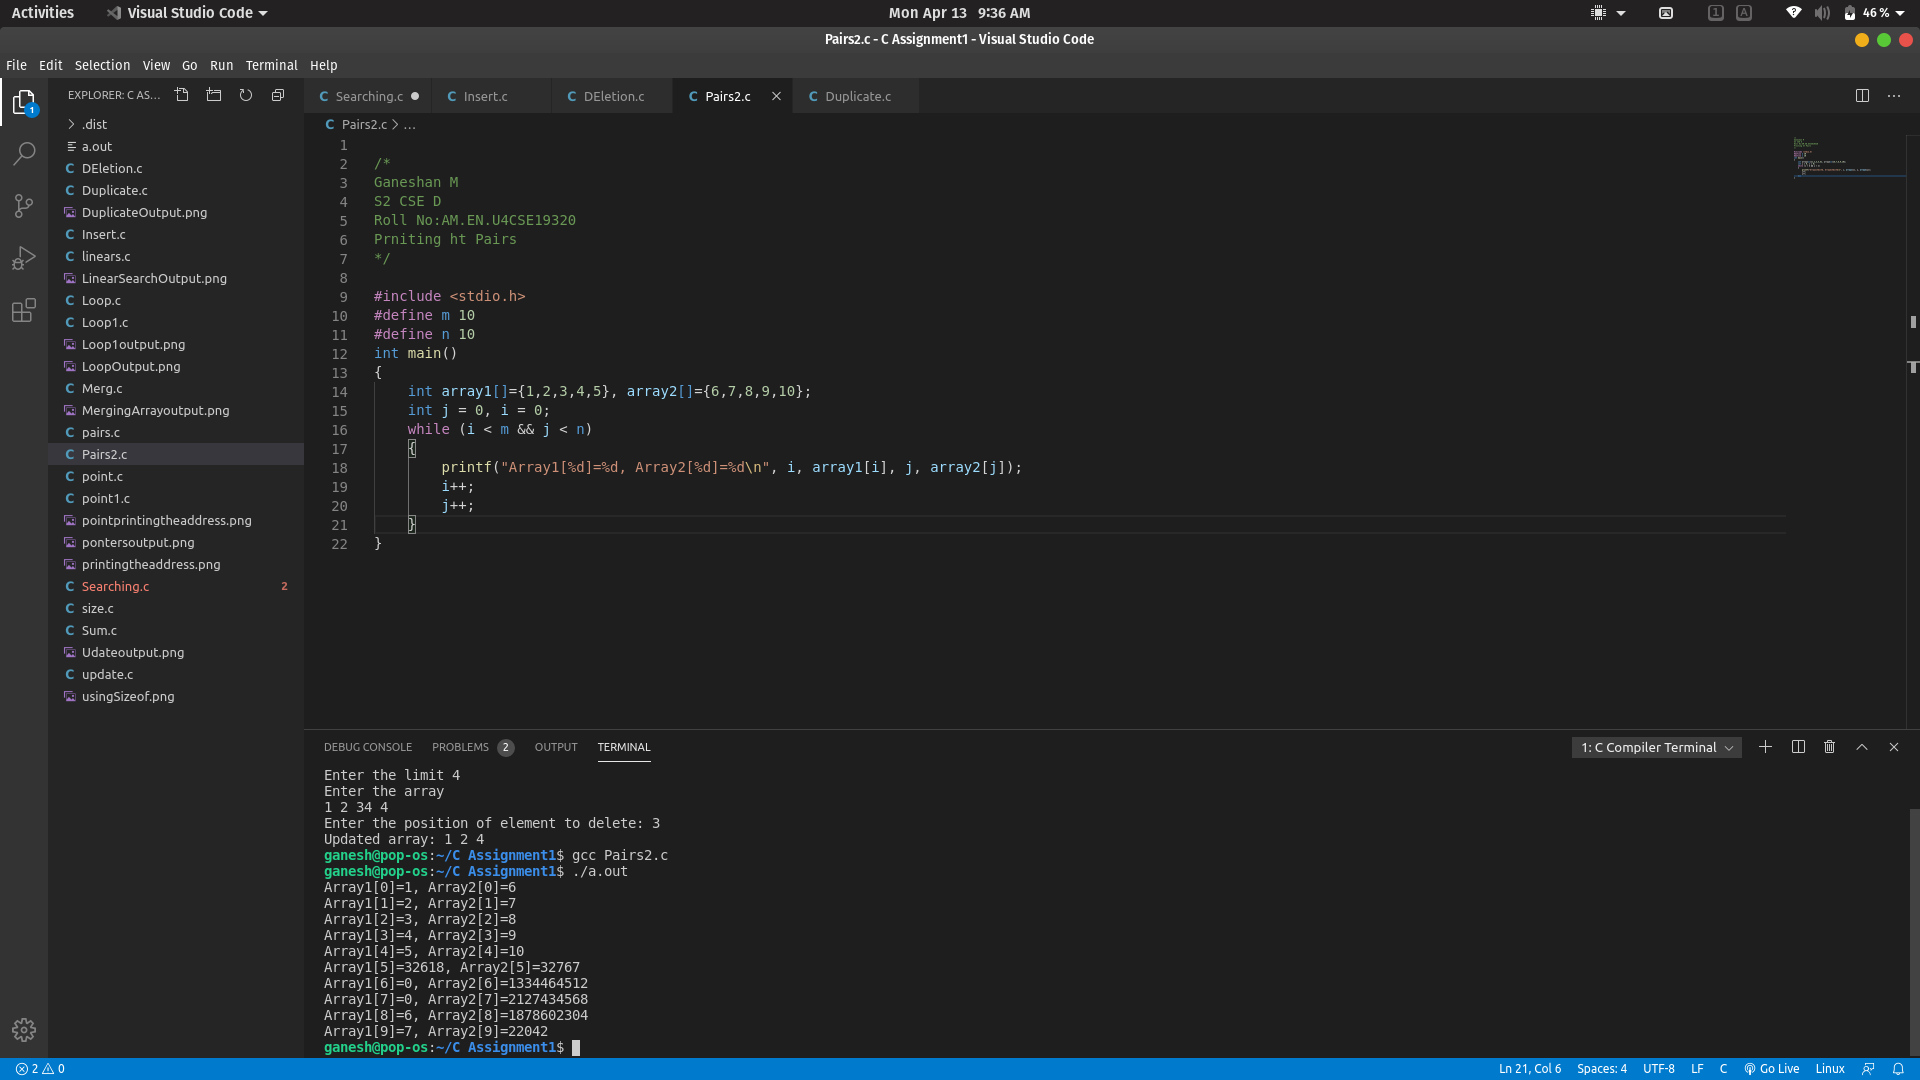 Activities Visual Studio Code Mon Apr 13 9:36 AM 1 A 46 %
Pairs2.c - C Assignment1 - Visual Studio Code
File Edit Selection View Go Run Terminal Help
EXPLORER: C AS...
1
.dist
a.out
DEletion.c
Duplicate.c
DuplicateOutput.png
Insert.c
linears.c
LinearSearchOutput.png
Loop.c
Loop1.c
Loop1output.png
LoopOutput.png
Merg.c
MergingArrayoutput.png
pairs.c
Pairs2.c
point.c
point1.c
pointprintingtheaddress.png
pontersoutput.png
printingtheaddress.png
Searching.c 2
size.c
Sum.c
Udateoutput.png
update.c
usingSizeof.png
C Searching.c C Insert.c C DEletion.c C Pairs2.c C Duplicate.c
C Pairs2.c > ...
1
2 /*
3 Ganeshan M
4 S2 CSE D
5 Roll No:AM.EN.U4CSE19320
6 Prniting ht Pairs
7 */
8
9 #include <stdio.h>
10 #define m 10
11 #define n 10
12 int main()
13 {
14 int array1[]={1,2,3,4,5}, array2[]={6,7,8,9,10};
15 int j = 0, i = 0;
16 while (i < m && j < n)
17 {
18 printf("Array1[%d]=%d, Array2[%d]=%d\n", i, array1[i], j, array2[j]);
19 i++;
20 j++;
21 }
22 }
DEBUG CONSOLE PROBLEMS 2 OUTPUT TERMINAL 1: C Compiler Terminal
Enter the limit 4
Enter the array
1 2 34 4
Enter the position of element to delete: 3
Updated array: 1 2 4
ganesh@pop-os:~/C Assignment1$ gcc Pairs2.c
ganesh@pop-os:~/C Assignment1$ ./a.out
Array1[0]=1, Array2[0]=6
Array1[1]=2, Array2[1]=7
Array1[2]=3, Array2[2]=8
Array1[3]=4, Array2[3]=9
Array1[4]=5, Array2[4]=10
Array1[5]=32618, Array2[5]=32767
Array1[6]=0, Array2[6]=1334464512
Array1[7]=0, Array2[7]=2127434568
Array1[8]=6, Array2[8]=1878602304
Array1[9]=7, Array2[9]=22042
ganesh@pop-os:~/C Assignment1$
2 0 Ln 21, Col 6 Spaces: 4 UTF-8 LF C Go Live Linux